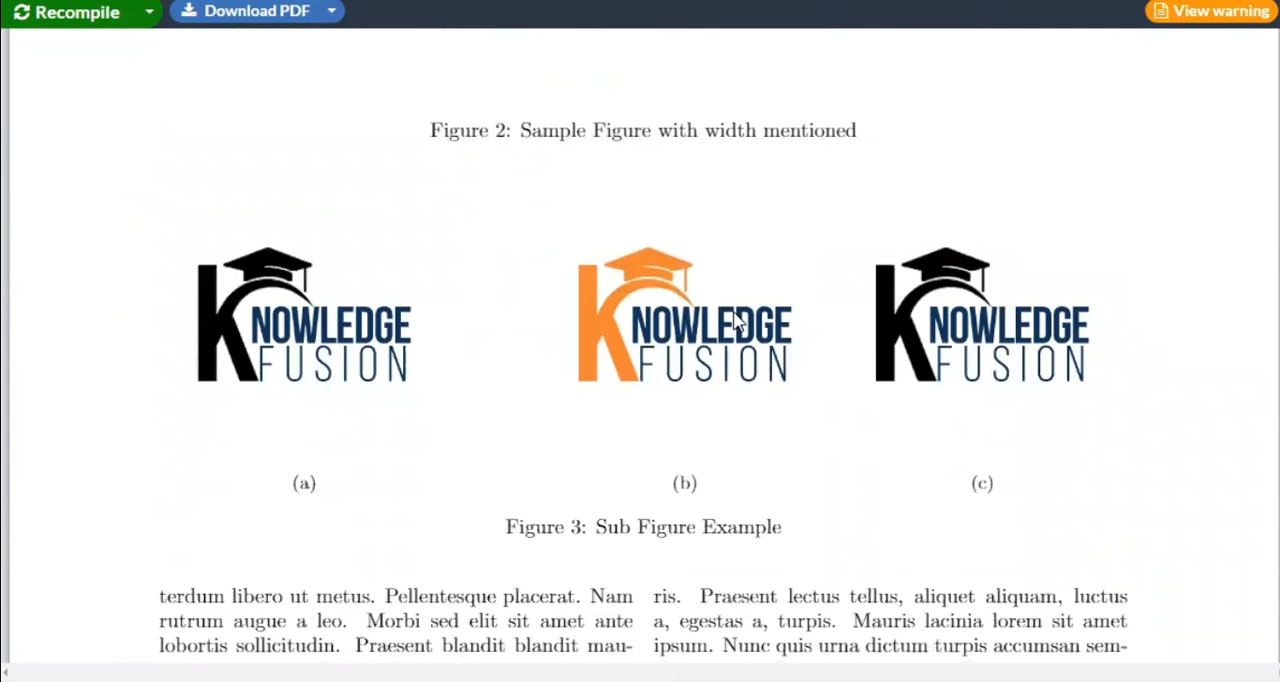 Recompile
Download PDF
View warning
Figure 2: Sample Figure with width mentioned
KNOWLEDGE
FUSION
KNOWLEDGE
FUSION
KNOWLEDGE
FUSION
(a)
(b)
(c)
Figure 3: Sub Figure Example
terdum libero ut metus. Pellentesque placerat. Nam
rutrum augue a leo. Morbi sed elit sit amet ante
lobortis sollicitudin. Praesent blandit blandit mau-
ris. Praesent lectus tellus, aliquet aliquam, luctus
a, egestas a, turpis. Mauris lacinia lorem sit amet
ipsum. Nunc quis urna dictum turpis accumsan sem-